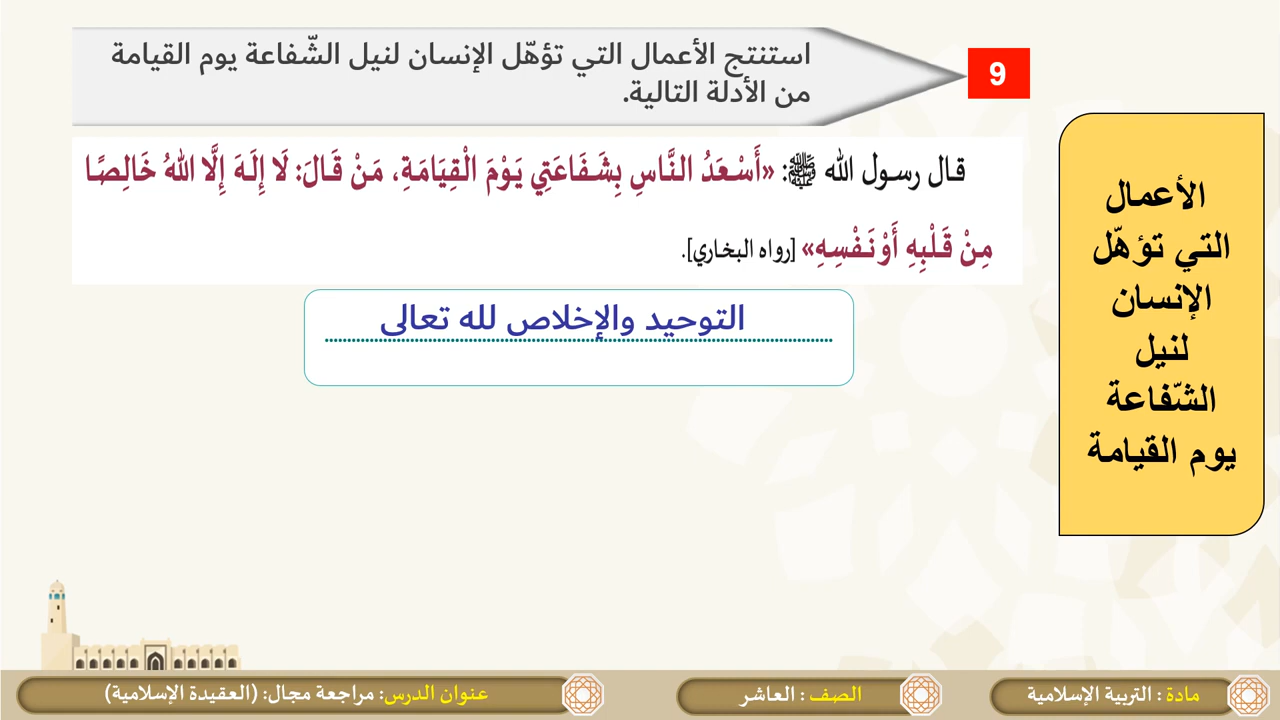 9
استنتج الأعمال التي تؤهّل الإنسان لنيل الشّفاعة يوم القيامة
من الأدلة التالية.
الأعمال
التي تؤهّل
الإنسان
لنيل
الشّفاعة
يوم القيامة
قال رسول الله ﷺ: «أَسْعَدُ النَّاسِ بِشَفَاعَتِي يَوْمَ الْقِيَامَةِ، مَنْ قَالَ: لَا إِلَهَ إِلَّا اللهُ خَالِصًا
مِنْ قَلْبِهِ أَوْ نَفْسِهِ» [رواه البخاري].
التوحيد والإخلاص لله تعالى
مادة : التربية الإسلامية
الصف : العاشر
عنوان الدرس: مراجعة مجال: (العقيدة الإسلامية)